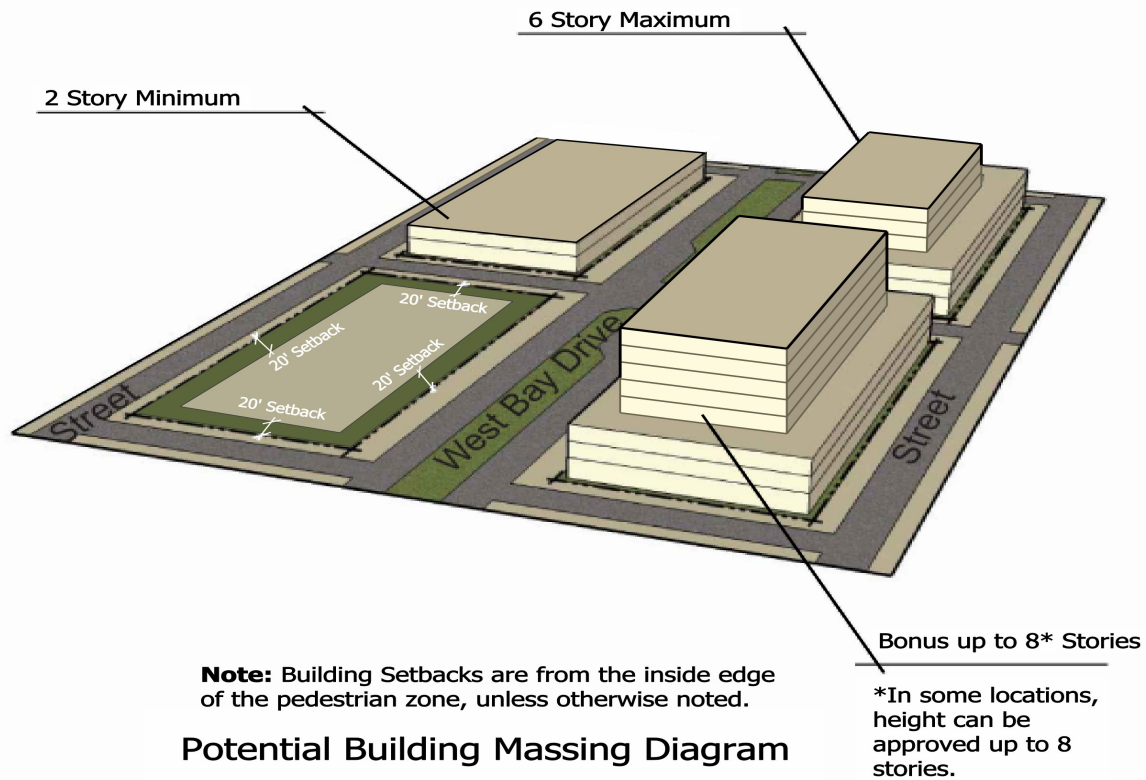 6 Story Maximum
2 Story Minimum
20' Setback
20' Setback
20' Setback
20' Setback
Street
West Bay Drive
Street
Bonus up to 8* Stories
*In some locations,
height can be
approved up to 8
stories.
Note: Building Setbacks are from the inside edge
of the pedestrian zone, unless otherwise noted.
Potential Building Massing Diagram